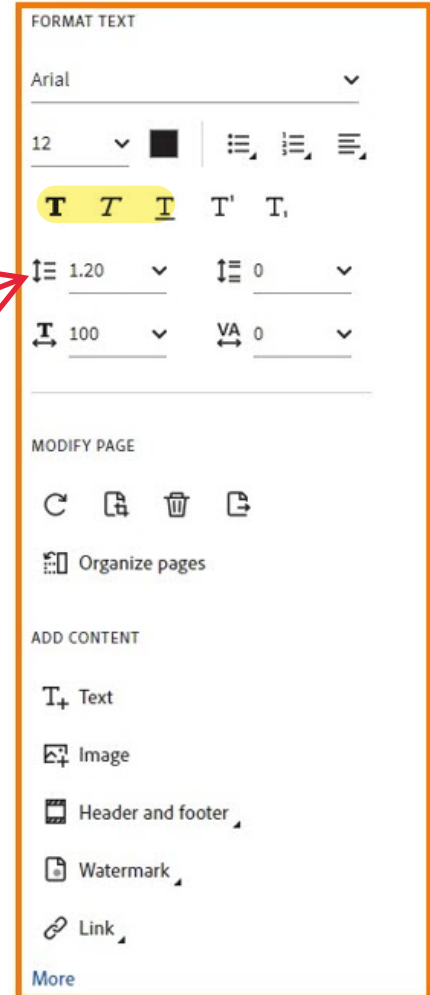 FORMAT TEXT
Arial
12
T T T T' T,
1.20 0
100 VA 0
MODIFY PAGE
Organize pages
ADD CONTENT
T+ Text
Image
Header and footer
Watermark
Link
More